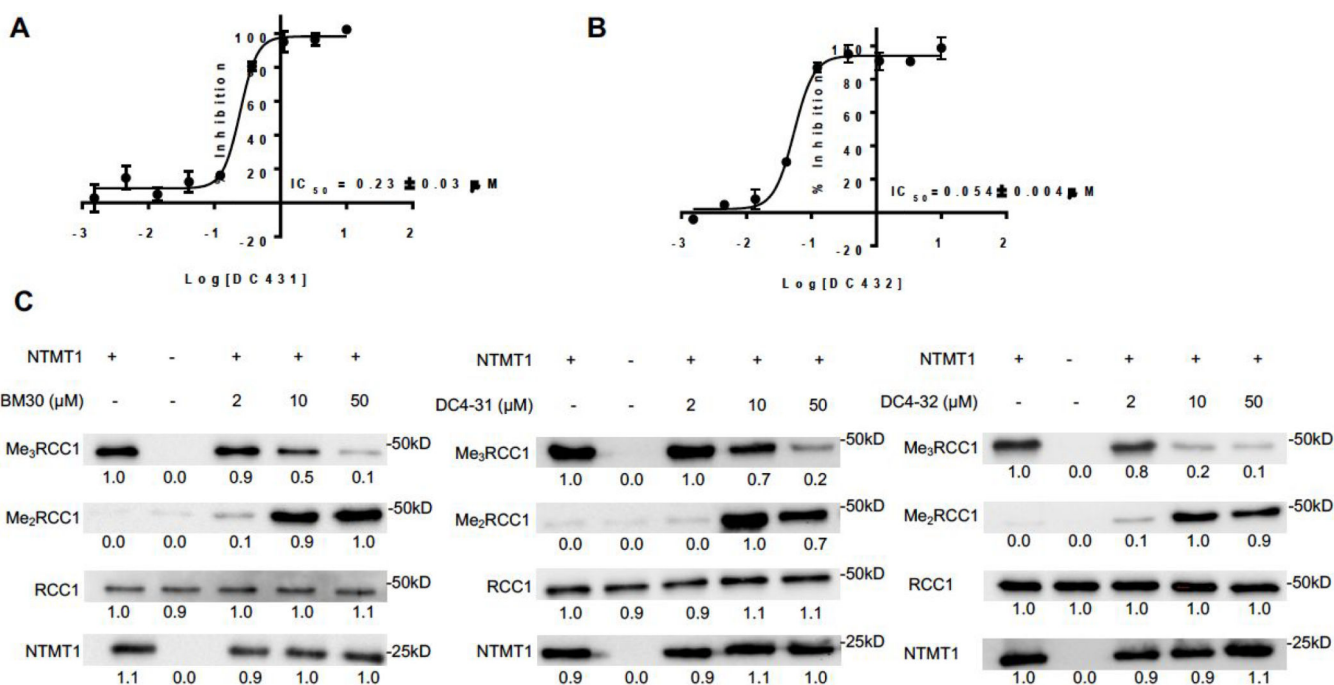 A
100
80
60
40
20
-20
% Inhibition
IC50 = 0.23 ± 0.03 µM
-3 -2 -1 1 2
Log[DC431]
B
100
80
60
40
20
-20
% Inhibition
IC50=0.054±0.004µM
-3 -2 -1 1 2
Log[DC432]
C
NTMT1 + - + + +
BM30 (µM) - - 2 10 50
Me3RCC1 -50kD
1.0 0.0 0.9 0.5 0.1
Me2RCC1 -50kD
0.0 0.0 0.1 0.9 1.0
RCC1 -50kD
1.0 0.9 1.0 1.0 1.1
NTMT1 -25kD
1.1 0.0 0.9 1.0 1.0
NTMT1 + - + + +
DC4-31 (µM) - - 2 10 50
Me3RCC1 -50kD
1.0 0.0 1.0 0.7 0.2
Me2RCC1 -50kD
0.0 0.0 0.0 1.0 0.7
RCC1 -50kD
1.0 0.9 0.9 1.1 1.1
NTMT1 -25kD
0.9 0.0 0.9 1.1 1.0
NTMT1 + - + + +
DC4-32 (µM) - - 2 10 50
Me3RCC1 -50kD
1.0 0.0 0.8 0.2 0.1
Me2RCC1 -50kD
0.0 0.0 0.1 1.0 0.9
RCC1 -50kD
1.0 1.0 1.0 1.0 1.0
NTMT1 -25kD
1.0 0.0 0.9 0.9 1.1